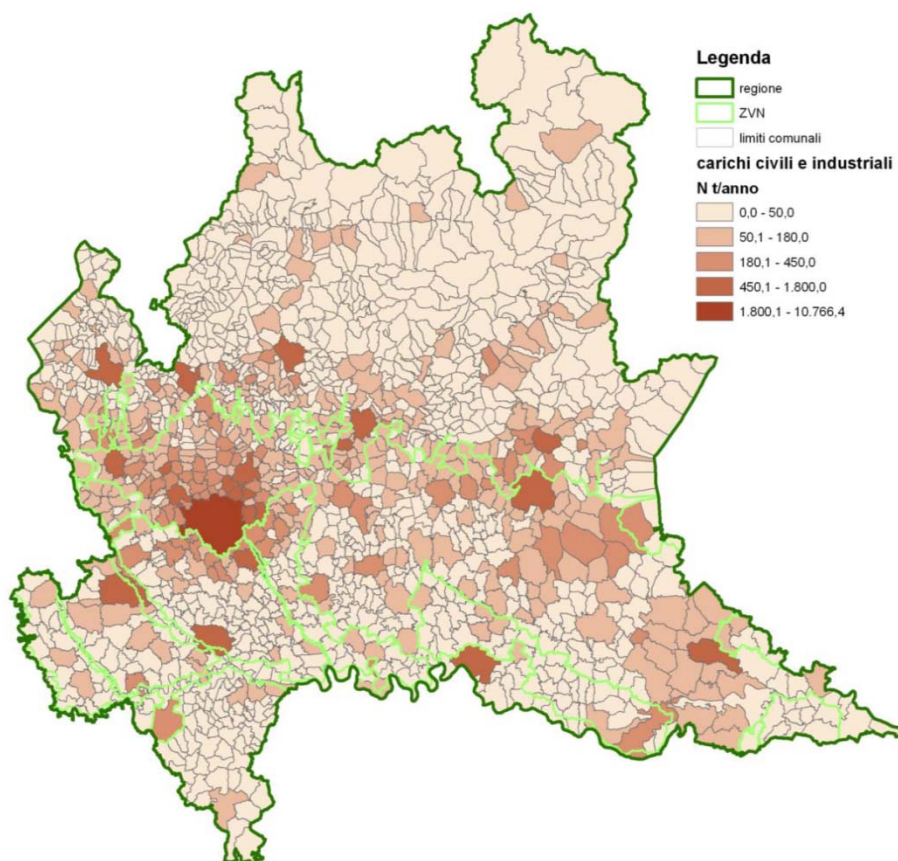 Legenda
regione
ZVN
limiti comunali
carichi civili e industriali
N t/anno
0,0 - 50,0
50,1 - 180,0
180,1 - 450,0
450,1 - 1.800,0
1.800,1 - 10.766,4